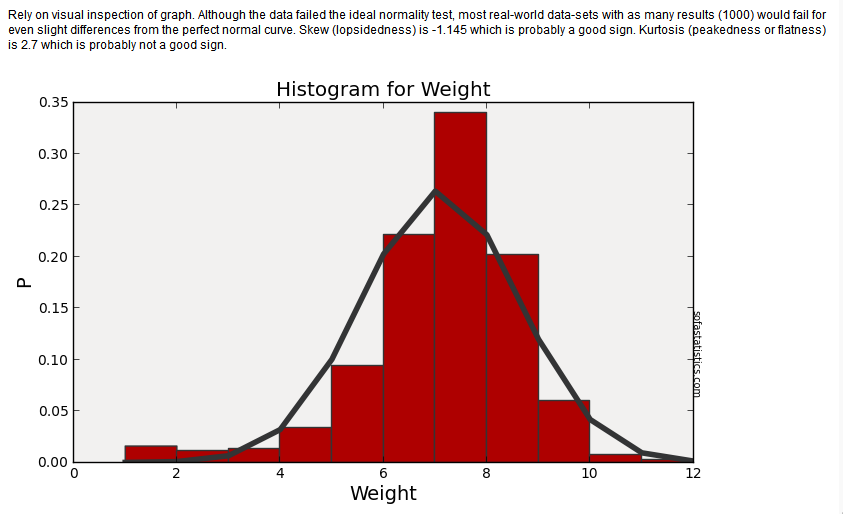 Rely on visual inspection of graph. Although the data failed the ideal normality test, most real-world data-sets with as many results (1000) would fail for
even slight differences from the perfect normal curve. Skew (lopsidedness) is -1.145 which is probably a good sign. Kurtosis (peakedness or flatness)
is 2.7 which is probably not a good sign.
Histogram for Weight
0.35
0.30
0.25
0.20
0.15
0.10
0.05
0.00
P
0 2 4 6 8 10 12
Weight
sofastatistics.com